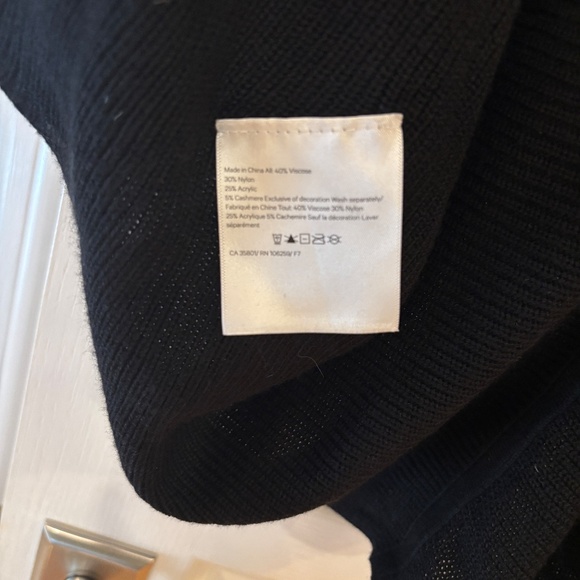 Made in China All: 40% Viscose
30% Nylon
25% Acrylic
5% Cashmere Exclusive of decoration Wash separately/
Fabriqué en Chine Tout: 40% Viscose 30% Nylon
25% Acrylique 5% Cachemire Sauf la décoration Laver
séparément
CA 35801/ RN 106259/ F7